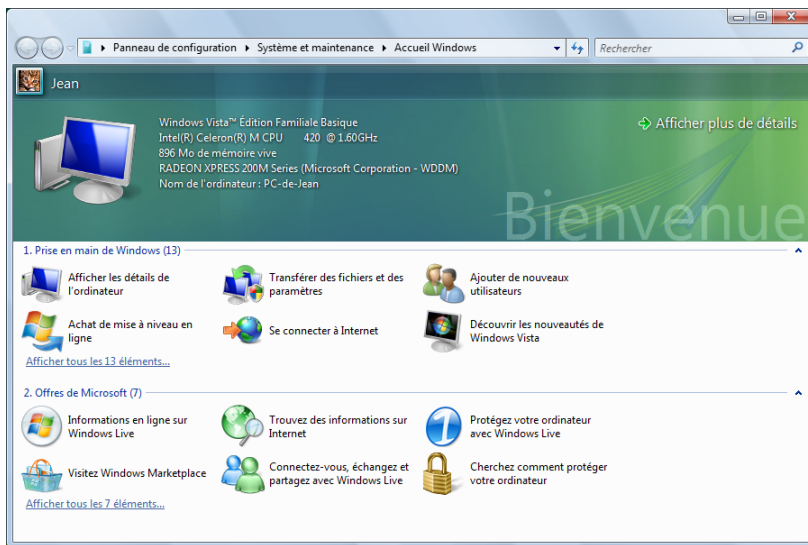 Panneau de configuration Système et maintenance Accueil Windows
Rechercher
Jean
Windows Vista™ Édition Familiale Basique
Intel(R) Celeron(R) M CPU 420 @ 1.60GHz
896 Mo de mémoire vive
RADEON XPRESS 200M Series (Microsoft Corporation - WDDM)
Nom de l'ordinateur : PC-de-Jean
Afficher plus de détails
Bienvenue
1. Prise en main de Windows (13)
Afficher les détails de
l'ordinateur
Transférer des fichiers et des
paramètres
Ajouter de nouveaux
utilisateurs
Achat de mise à niveau en
ligne
Se connecter à Internet
Découvrir les nouveautés de
Windows Vista
Afficher tous les 13 éléments...
2. Offres de Microsoft (7)
Informations en ligne sur
Windows Live
Trouvez des informations sur
Internet
Protégez votre ordinateur
avec Windows Live
Visitez Windows Marketplace
Connectez-vous, échangez et
partagez avec Windows Live
Cherchez comment protéger
votre ordinateur
Afficher tous les 7 éléments...